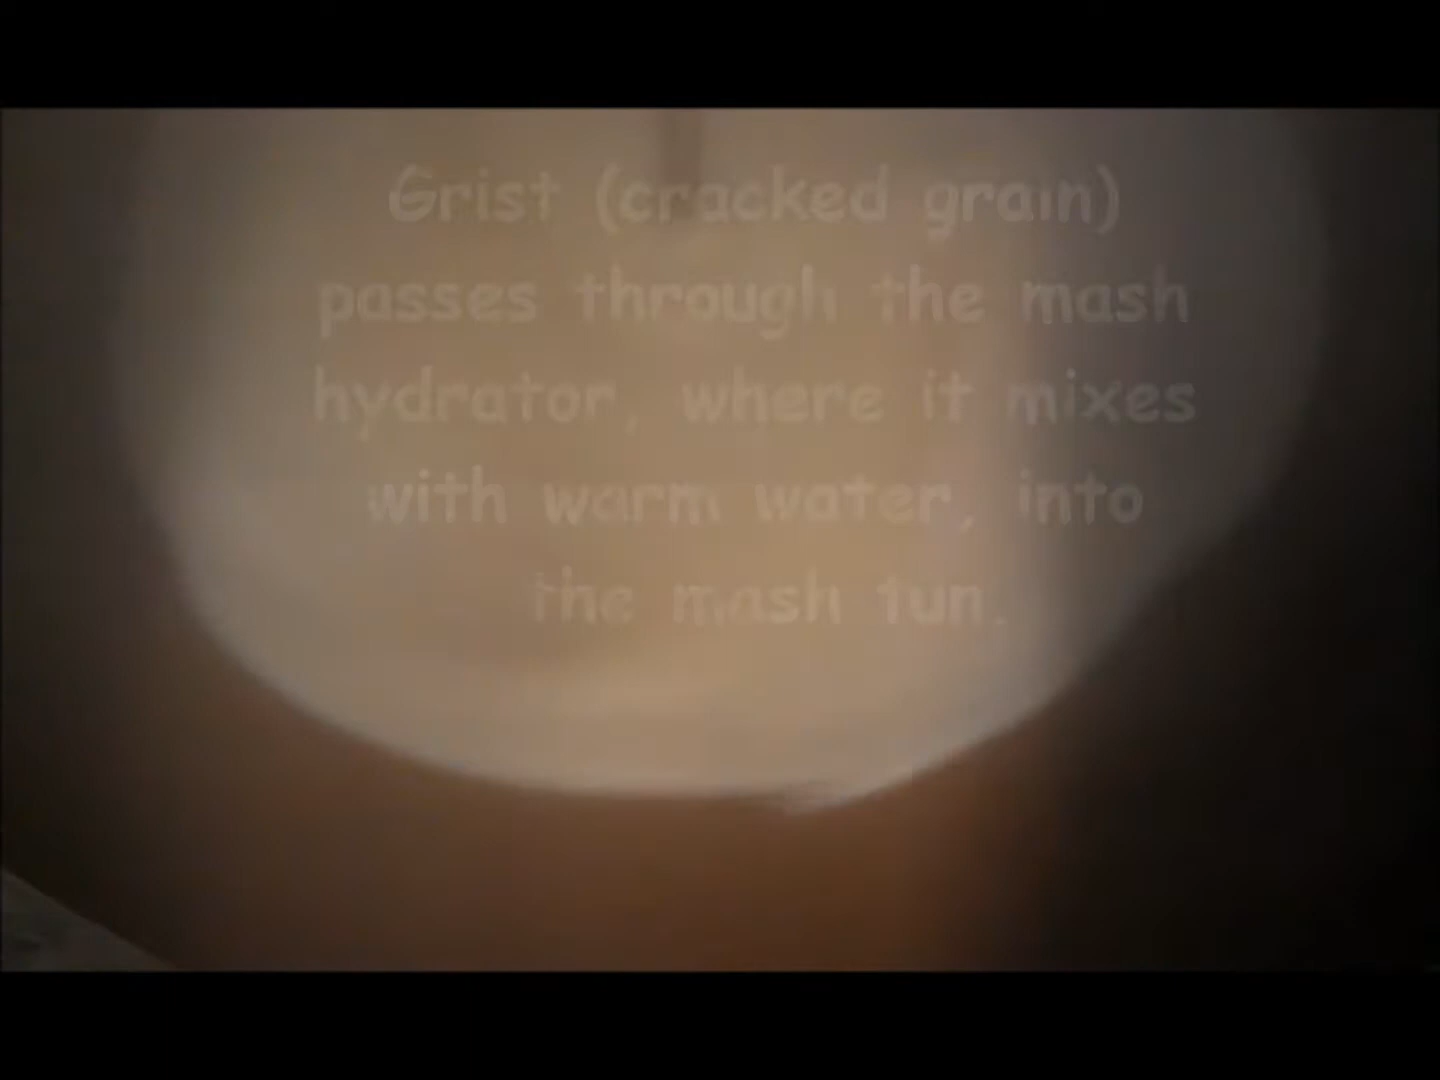 Grist (cracked grain)
passes through the mash
hydrator, where it mixes
with warm water, into
the mash tun.